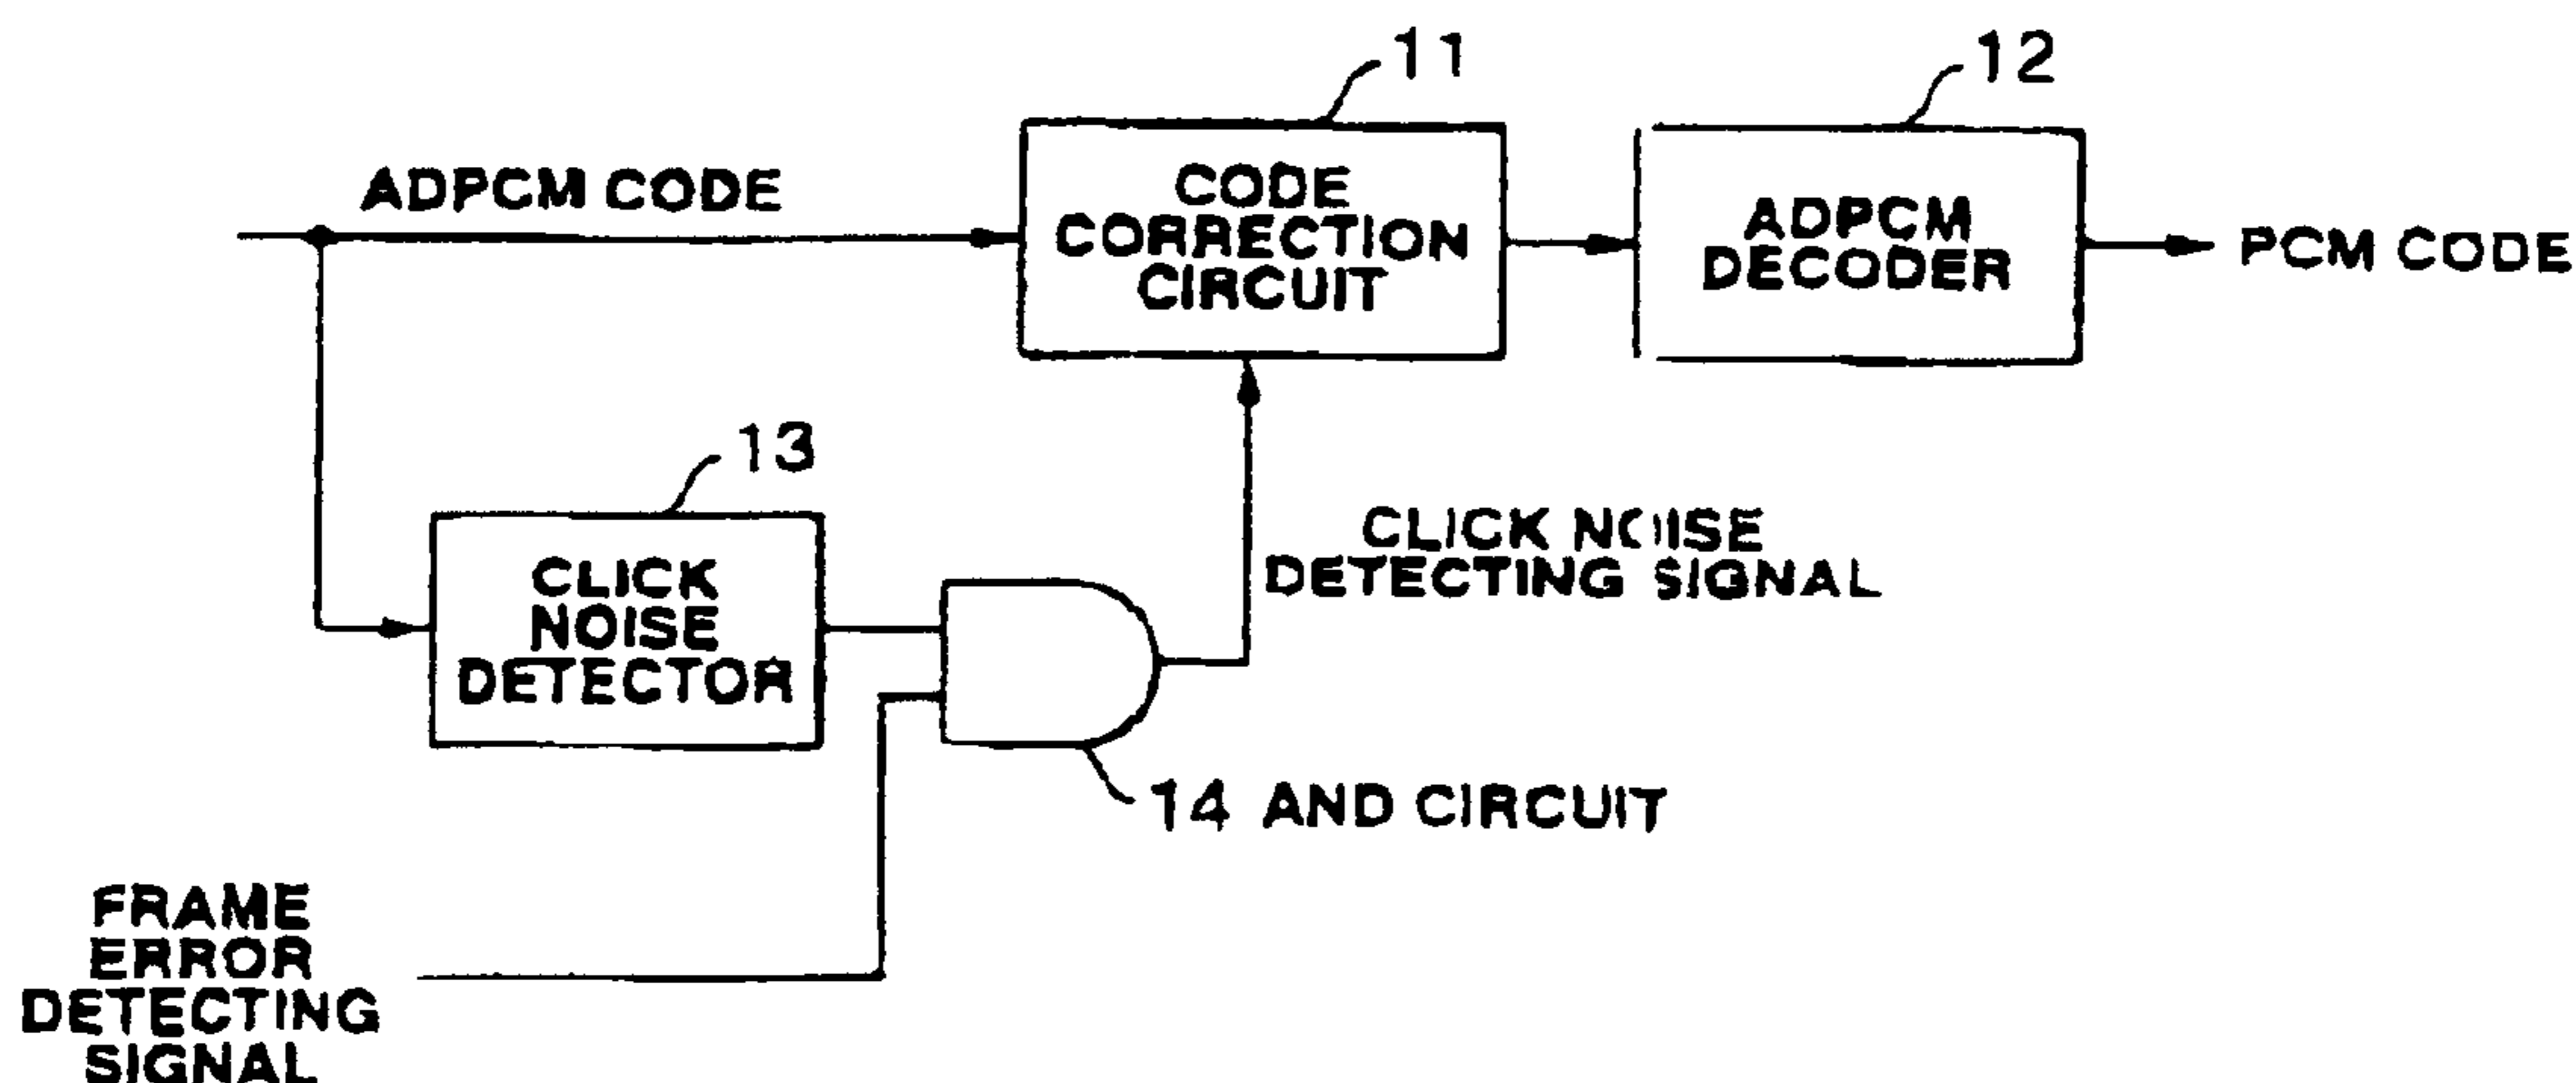 11
12
ADPCM CODE
CODE
CORRECTION
CIRCUIT
ADPCM
DECODER
PCM CODE
13
CLICK
NOISE
DETECTOR
CLICK NOISE
DETECTING SIGNAL
14 AND CIRCUIT
FRAME
ERROR
DETECTING
SIGNAL